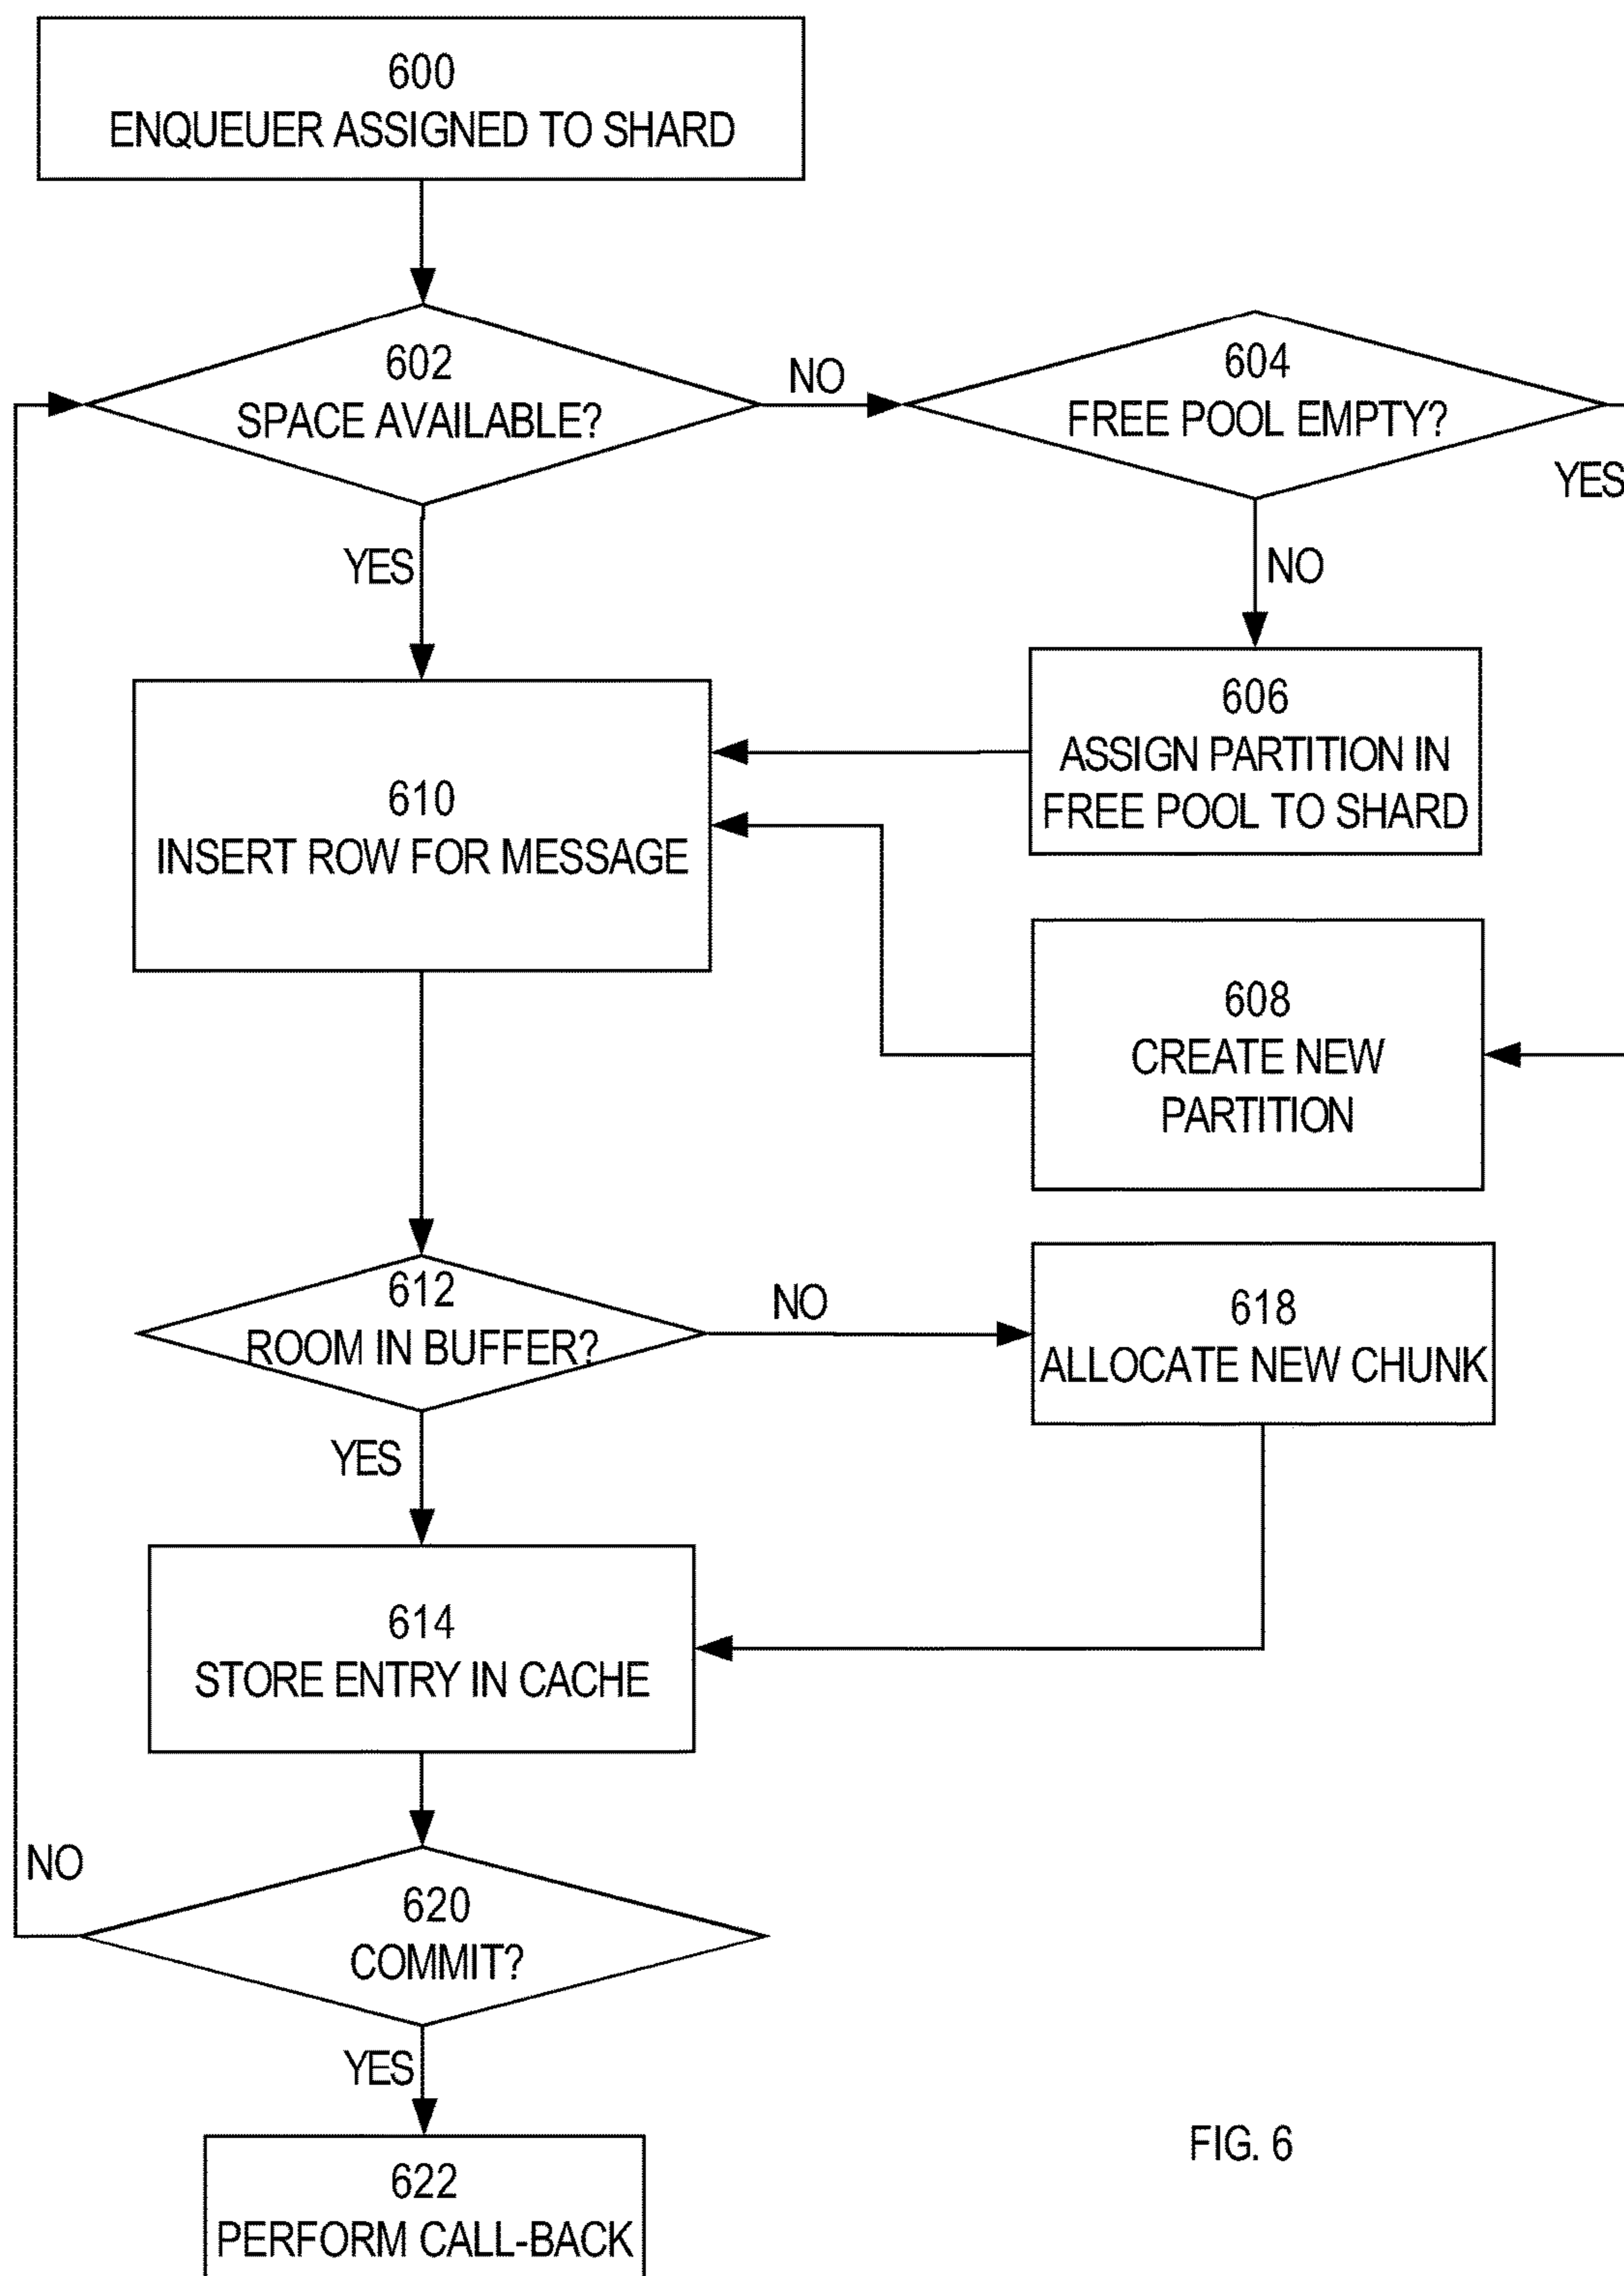 600
ENQUEUER ASSIGNED TO SHARD
602
SPACE AVAILABLE?
NO
604
FREE POOL EMPTY?
YES
YES
NO
606
ASSIGN PARTITION IN
FREE POOL TO SHARD
610
INSERT ROW FOR MESSAGE
608
CREATE NEW
PARTITION
612
ROOM IN BUFFER?
NO
618
ALLOCATE NEW CHUNK
YES
614
STORE ENTRY IN CACHE
NO
620
COMMIT?
YES
622
PERFORM CALL-BACK
FIG. 6